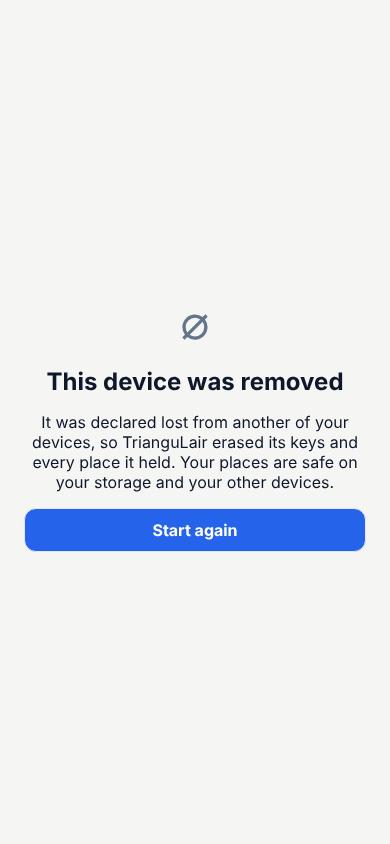 This device was removed
It was declared lost from another of your
devices, so TrianguLair erased its keys and
every place it held. Your places are safe on
your storage and your other devices.
Start again